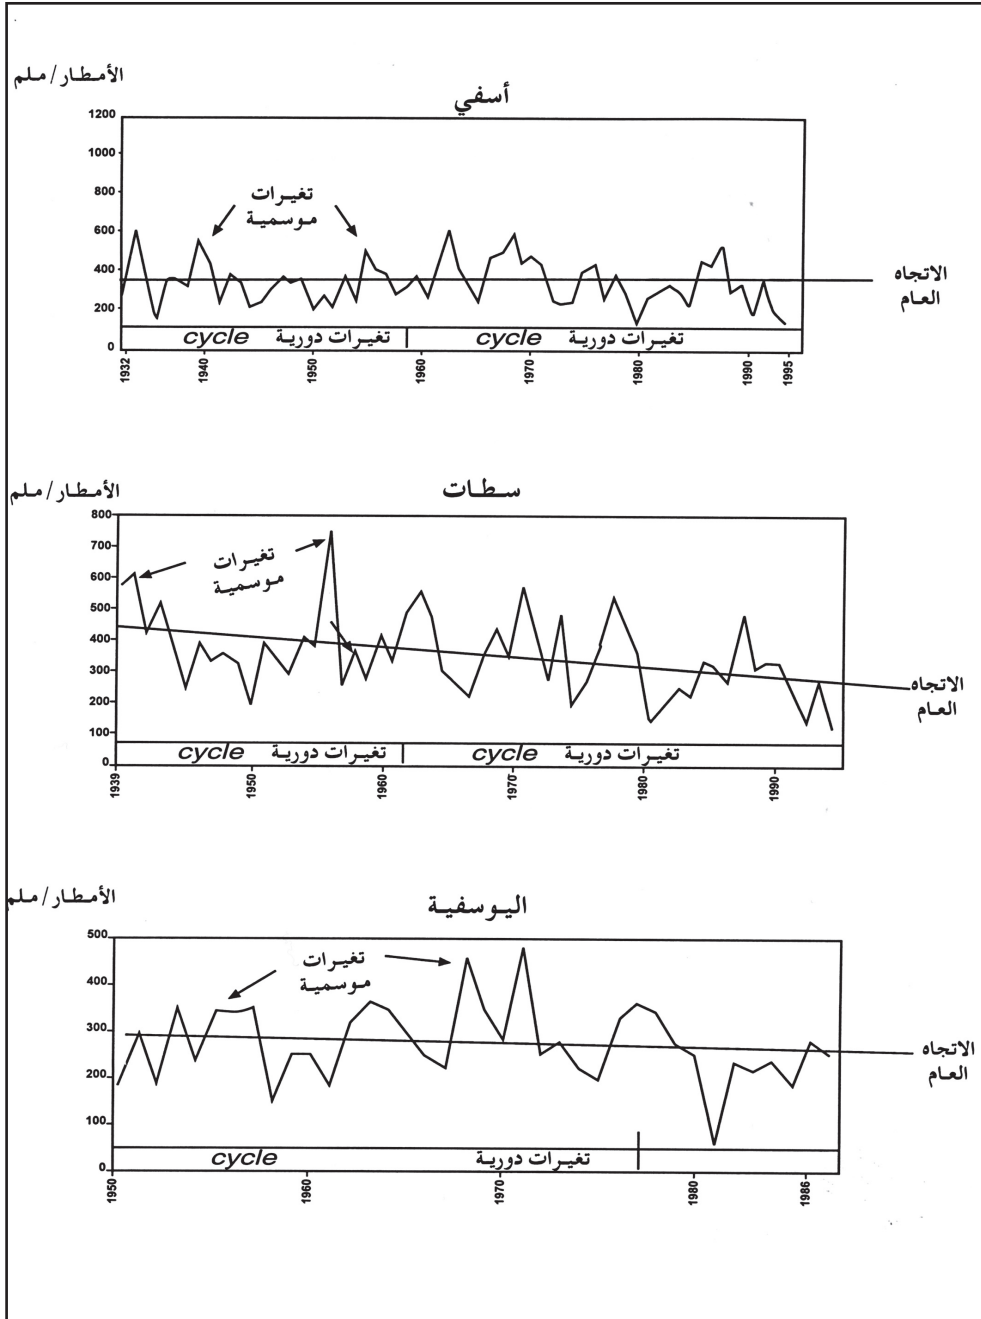 الأمطار/ملم
أسفي
1200
1000
800
600
400
200
0
تغيرات
موسمية
الاتجاه
العام
cycle تغيرات دورية
cycle تغيرات دورية
1932
1940
1950
1960
1970
1980
1990
1995
الأمطار/ملم
سطات
800
700
600
500
400
300
200
100
0
تغيرات
موسمية
الاتجاه
العام
cycle تغيرات دورية
cycle تغيرات دورية
1939
1950
1960
1970
1980
1990
الأمطار/ملم
اليوسفية
500
400
300
200
100
0
تغيرات
موسمية
الاتجاه
العام
cycle
تغيرات دورية
1950
1960
1970
1980
1986